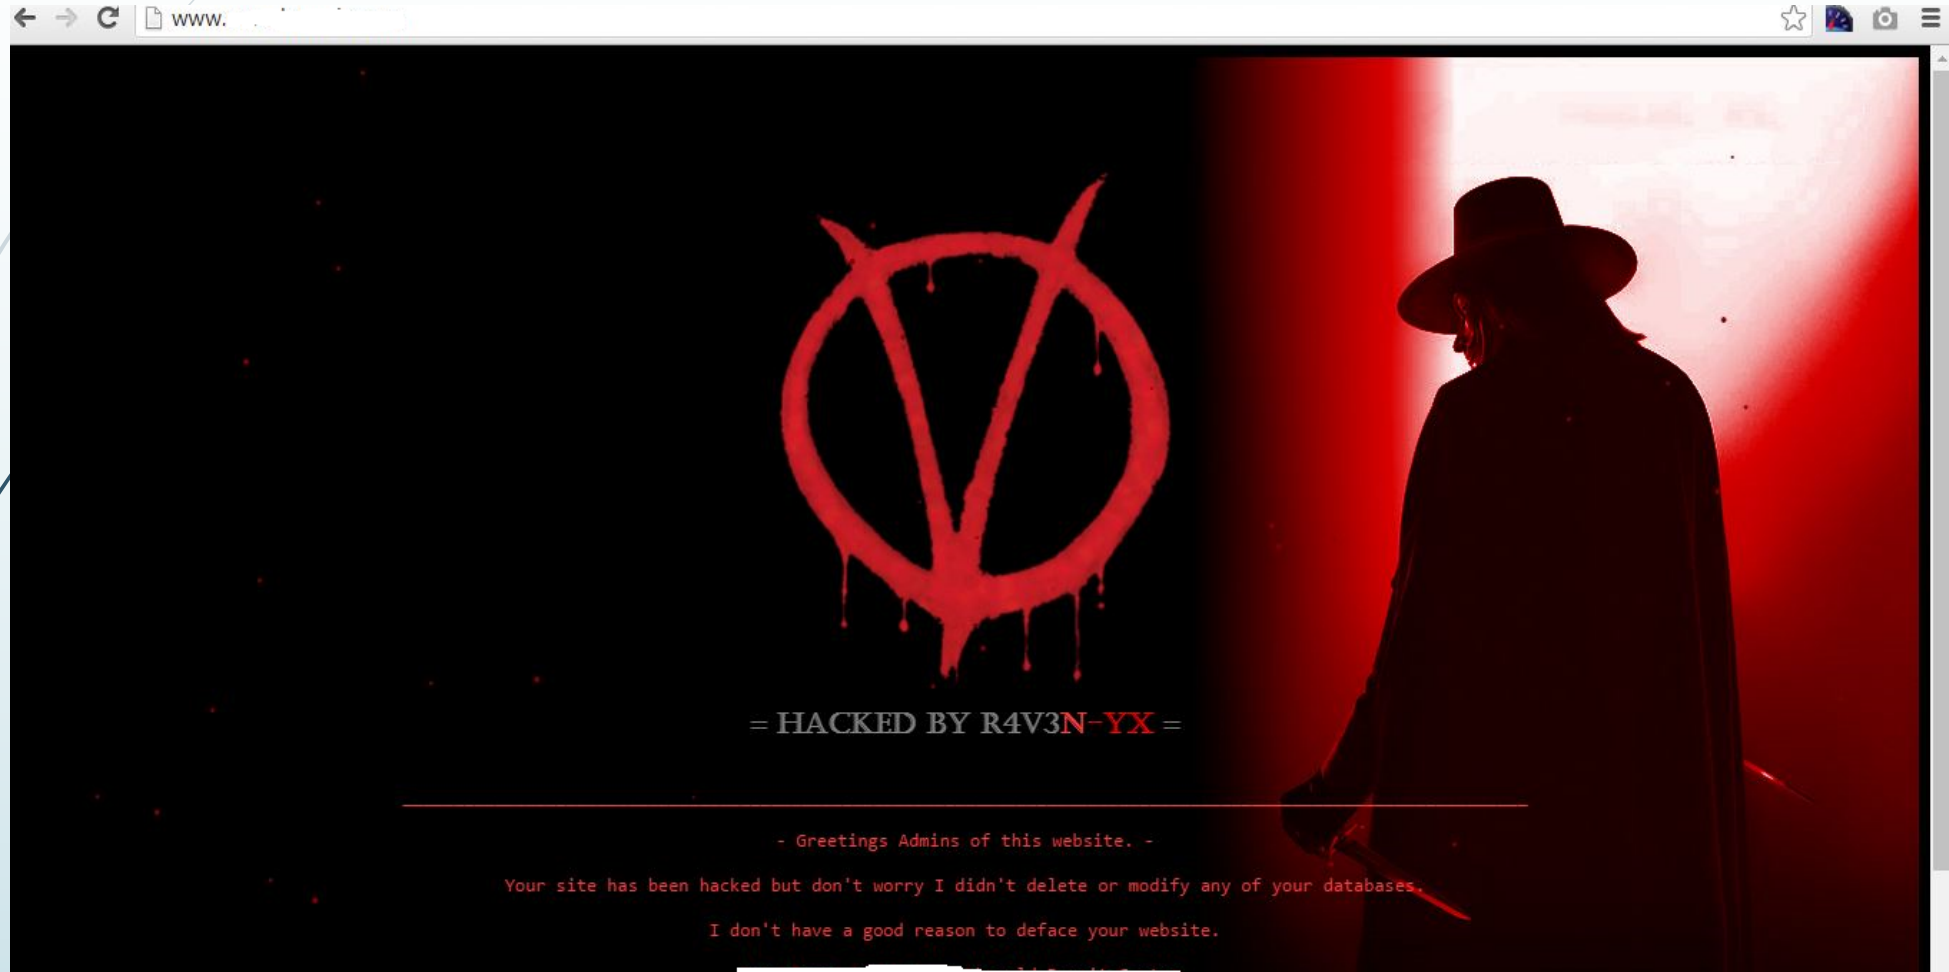 www.
= HACKED BY R4V3N-YX =
- Greetings Admins of this website. -
Your site has been hacked but don't worry I didn't delete or modify any of your databases.
I don't have a good reason to deface your website.